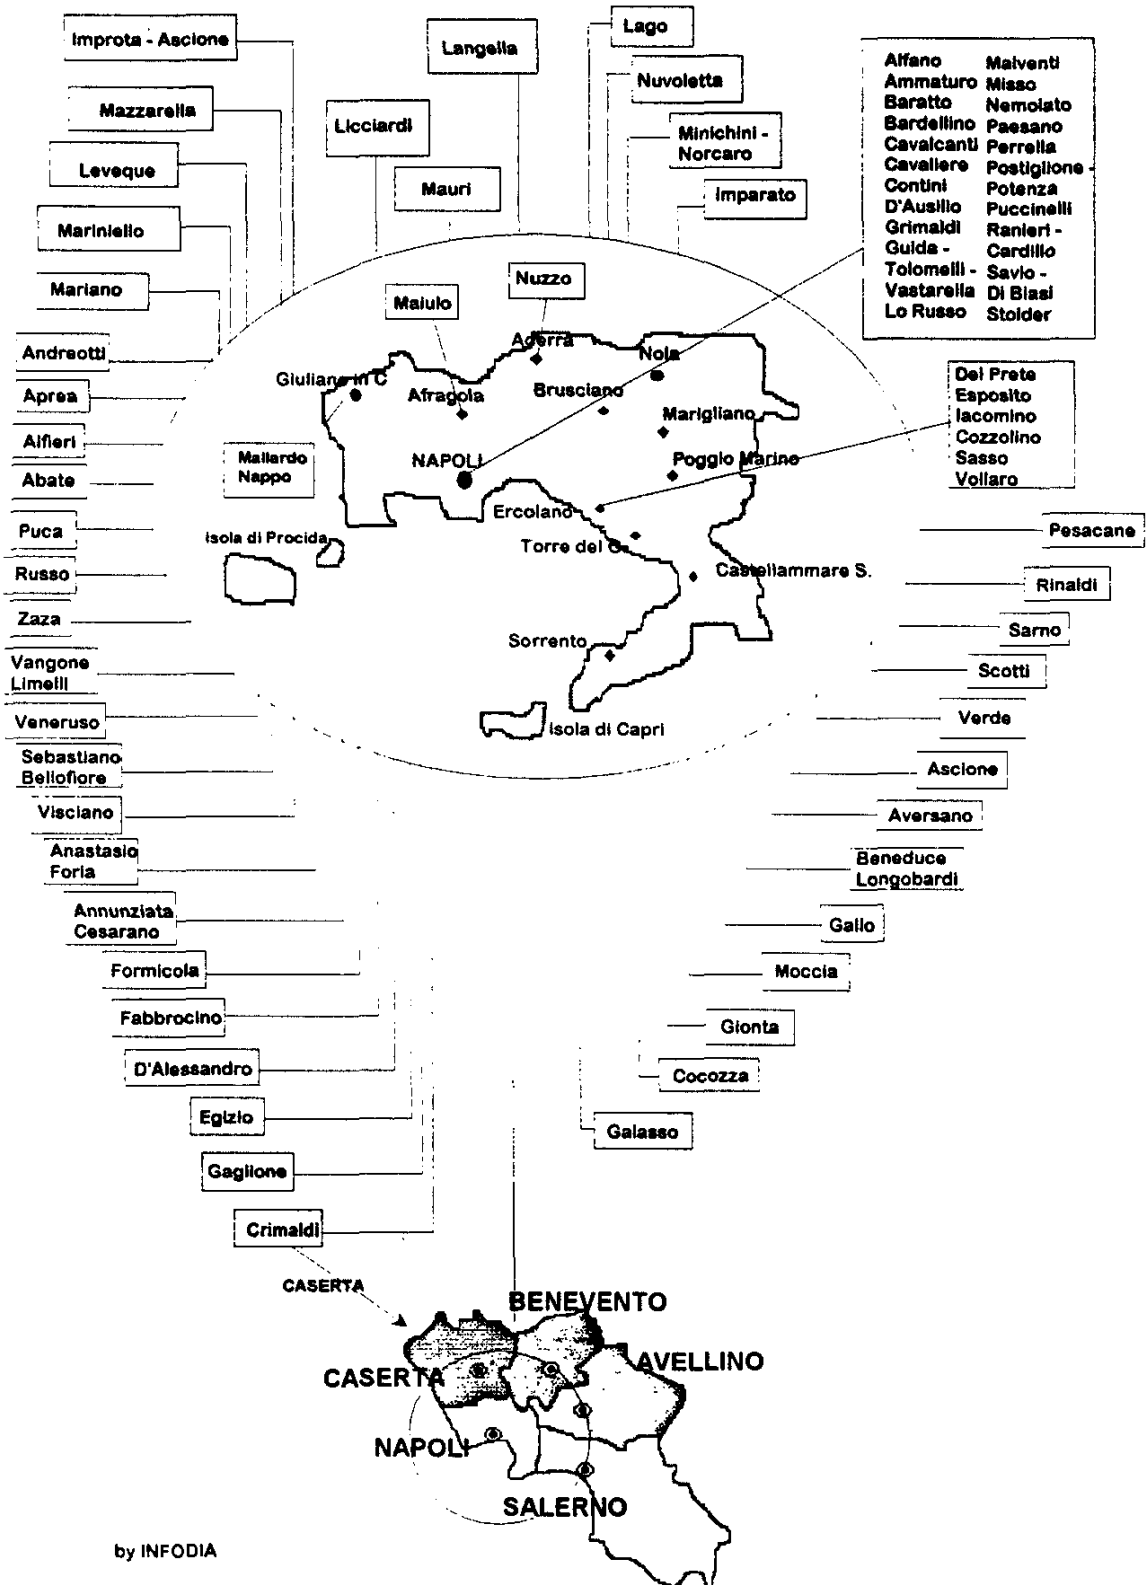 Improta - Ascione
Mazzarella
Leveque
Mariniello
Mariano
Licciardi
Langella
Mauri
Lago
Nuvoletta
Minichini -
Norcaro
Imparato
Alfano Malventi
Ammaturo Misso
Baratto Nemolato
Bardellino Paesano
Cavalcanti Perrella
Cavaliere Postiglione -
Contini Potenza
D'Ausilio Puccinelli
Grimaldi Ranieri -
Guida - Cardillo
Tolomelli - Savio -
Vastarella Di Biasi
Lo Russo Stolder
Nuzzo
Maiulo
Acerra
Nola
Giuliano in C
Afragola
Brusciano
Marigliano
Mallardo
Nappo
NAPOLI
Poggio Marino
Ercolano
Torre del G.
Castellammare S.
Isola di Procida
Sorrento
Isola di Capri
Del Prete
Esposito
Iacomino
Cozzolino
Sasso
Vollaro
Andreotti
Aprea
Alfieri
Abate
Puca
Russo
Zaza
Vangone
Limelli
Veneruso
Sebastiano
Bellofiore
Visciano
Anastasio
Foria
Annunziata
Cesarano
Formicola
Fabbrocino
D'Alessandro
Egizio
Gaglione
Crimaldi
Pesacane
Rinaldi
Sarno
Scotti
Verde
Ascione
Aversano
Beneduce
Longobardi
Gallo
Moccia
Gionta
Cocozza
Galasso
CASERTA
BENEVENTO
AVELLINO
CASERTA
NAPOLI
SALERNO
by INFODIA